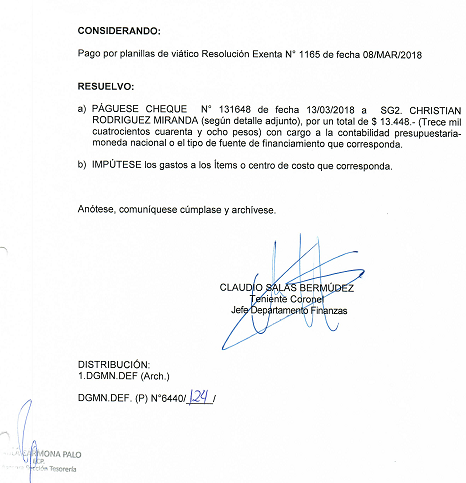 CONSIDERANDO:
Pago por planillas de viático Resolución Exenta N° 1165 de fecha 08/MAR/2018
RESUELVO:
a) PÁGUESE CHEQUE N° 131648 de fecha 13/03/2018 a SG2. CHRISTIAN
RODRIGUEZ MIRANDA (según detalle adjunto), por un total de $ 13.448.- (Trece mil
cuatrocientos cuarenta y ocho pesos) con cargo a la contabilidad presupuestaria-
moneda nacional o el tipo de fuente de financiamiento que corresponda.
b) IMPÚTESE los gastos a los Ítems o centro de costo que corresponda.
Anótese, comuníquese cúmplase y archívese.
CLAUDIO SALAS BERMÚDEZ
Teniente Coronel
Jefe Departamento Finanzas
DISTRIBUCIÓN:
1.DGMN.DEF (Arch.)
DGMN.DEF. (P) N°6440/ 124 /
MONA PALO
Tesorería